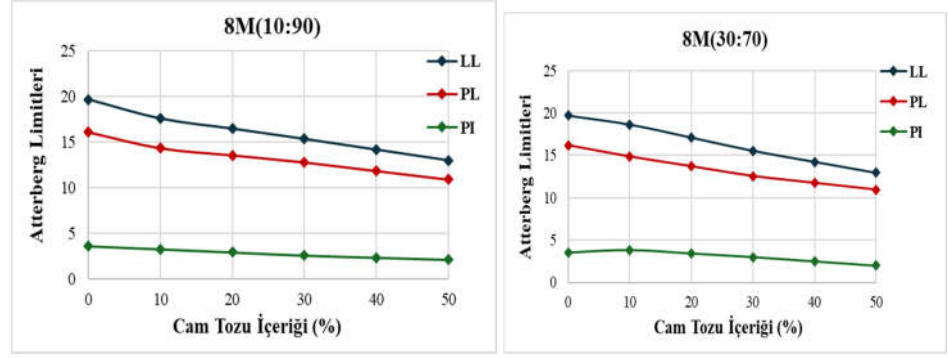 8M(10:90)
25
20
15
10
5
0
0 10 20 30 40 50
Atterberg Limitleri
Cam Tozu İçeriği (%)
LL
PL
PI
8M(30:70)
25
20
15
10
5
0
0 10 20 30 40 50
Atterberg Limitleri
Cam Tozu İçeriği (%)
LL
PL
PI